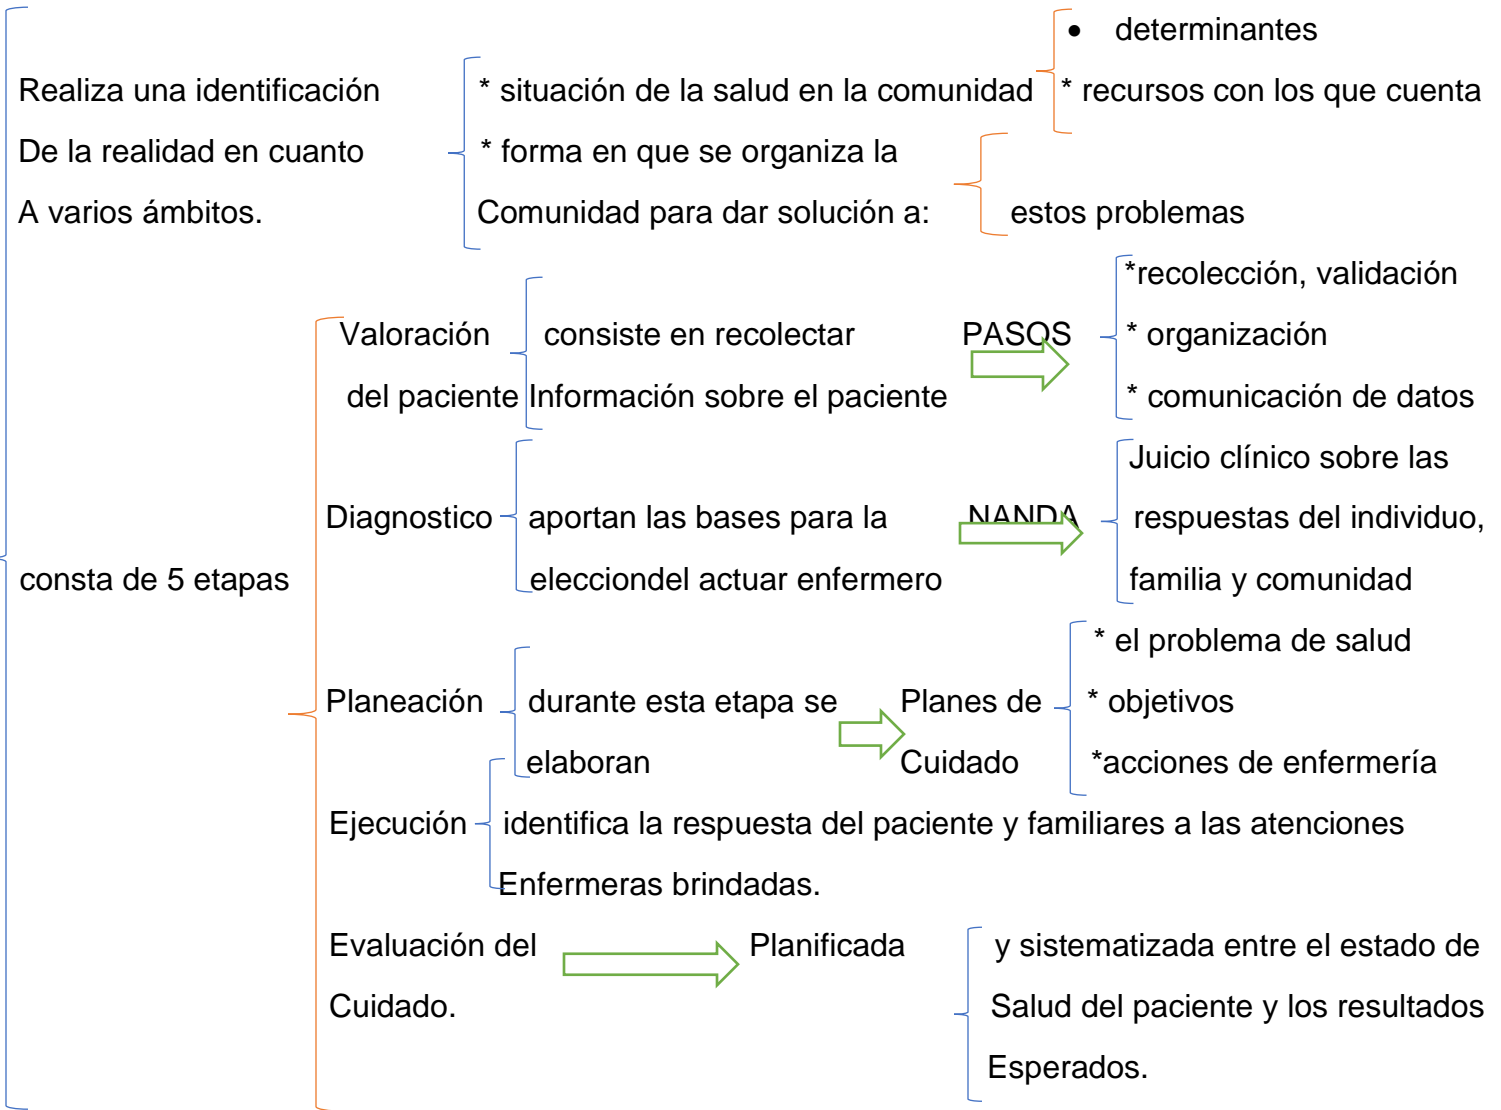 • determinantes
Realiza una identificación * situación de la salud en la comunidad * recursos con los que cuenta
De la realidad en cuanto * forma en que se organiza la
A varios ámbitos. Comunidad para dar solución a: estos problemas
*recolección, validación
Valoración consiste en recolectar PASOS * organización
del paciente Información sobre el paciente * comunicación de datos
Juicio clínico sobre las
Diagnostico aportan las bases para la NANDA respuestas del individuo,
consta de 5 etapas elecciondel actuar enfermero familia y comunidad
* el problema de salud
Planeación durante esta etapa se Planes de * objetivos
elaboran Cuidado *acciones de enfermería
Ejecución identifica la respuesta del paciente y familiares a las atenciones
Enfermeras brindadas.
Evaluación del Planificada y sistematizada entre el estado de
Cuidado. Salud del paciente y los resultados
Esperados.